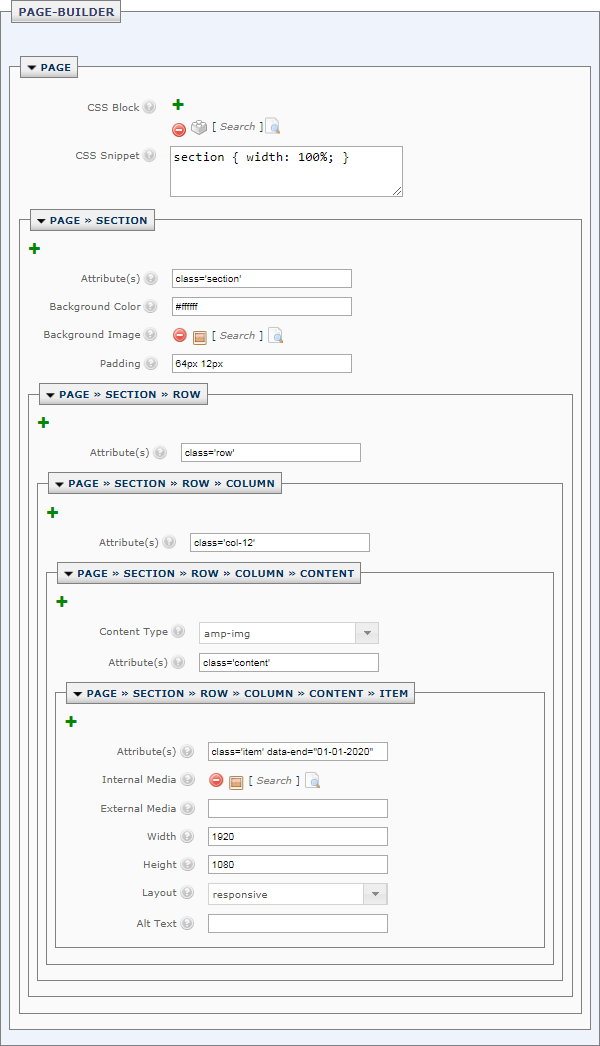 PAGE-BUILDER
PAGE
CSS Block
[ Search ]
CSS Snippet section { width: 100%; }
PAGE » SECTION
Attribute(s) class='section'
Background Color #ffffff
Background Image [ Search ]
Padding 64px 12px
PAGE » SECTION » ROW
Attribute(s) class='row'
PAGE » SECTION » ROW » COLUMN
Attribute(s) class='col-12'
PAGE » SECTION » ROW » COLUMN » CONTENT
Content Type amp-img
Attribute(s) class='content'
PAGE » SECTION » ROW » COLUMN » CONTENT » ITEM
Attribute(s) class='item' data-end="01-01-2020"
Internal Media [ Search ]
External Media
Width 1920
Height 1080
Layout responsive
Alt Text